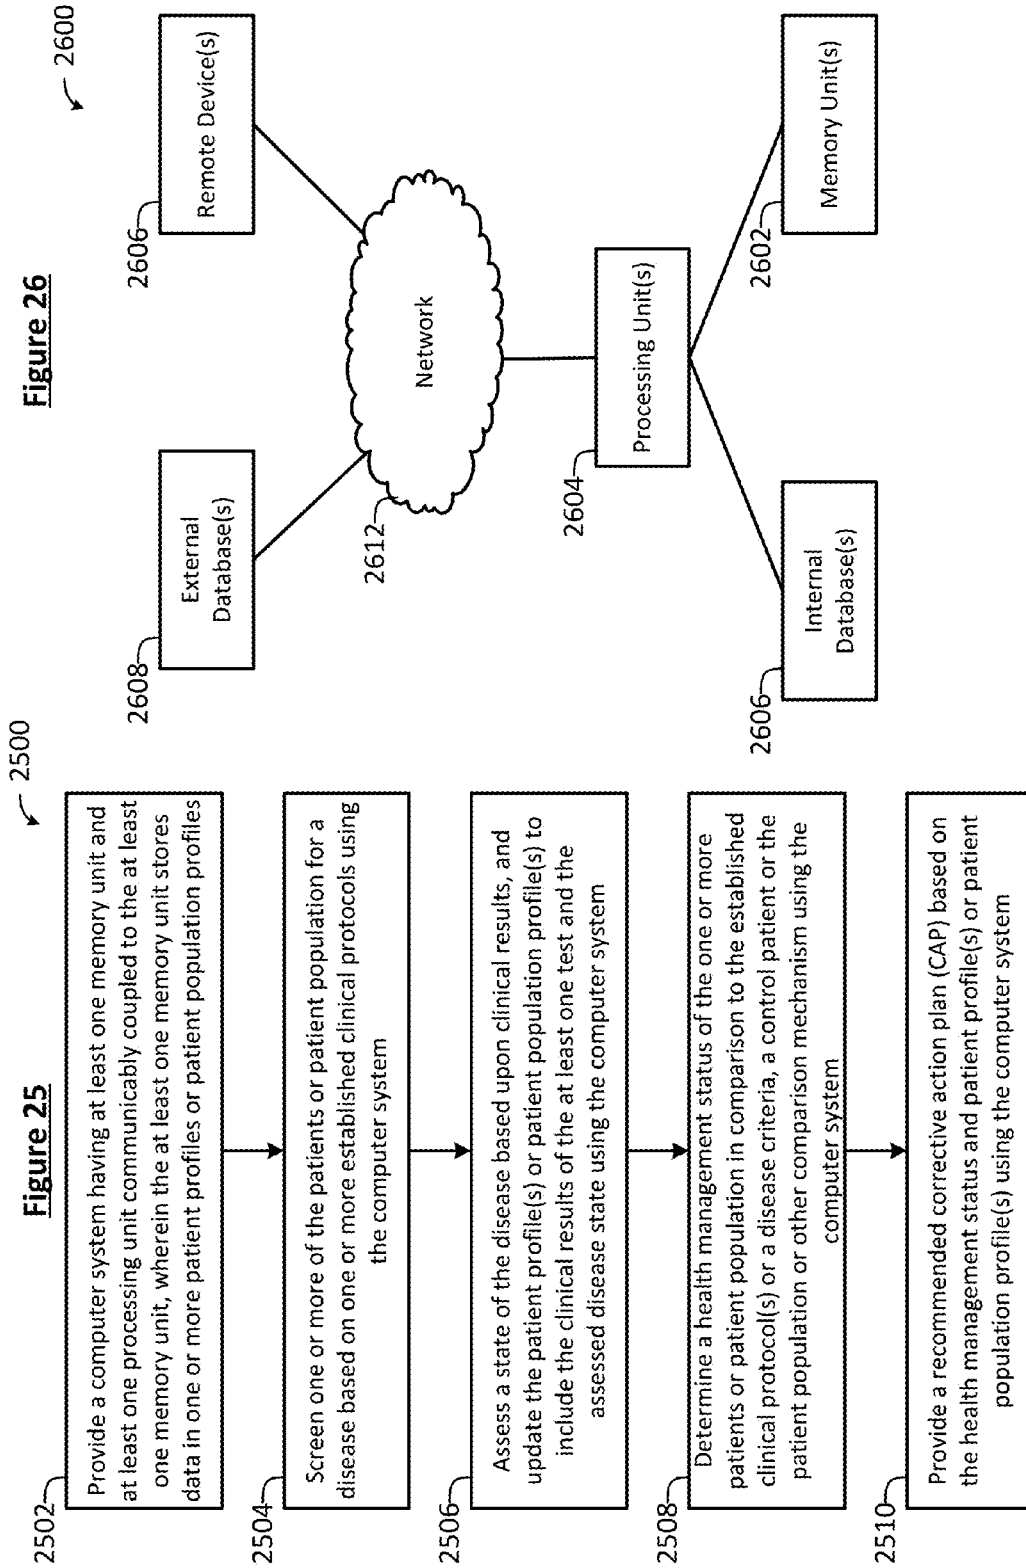 Figure 25
2500
2502
Provide a computer system having at least one memory unit and
at least one processing unit communicably coupled to the at least
one memory unit, wherein the at least one memory unit stores
data in one or more patient profiles or patient population profiles
2504
Screen one or more of the patients or patient population for a
disease based on one or more established clinical protocols using
the computer system
2506
Assess a state of the disease based upon clinical results, and
update the patient profile(s) or patient population profile(s) to
include the clinical results of the at least one test and the
assessed disease state using the computer system
2508
Determine a health management status of the one or more
patients or patient population in comparison to the established
clinical protocol(s) or a disease criteria, a control patient or the
patient population or other comparison mechanism using the
computer system
2510
Provide a recommended corrective action plan (CAP) based on
the health management status and patient profile(s) or patient
population profile(s) using the computer system
Figure 26
2600
2608
External
Database(s)
2606
Remote Device(s)
2612
Network
2604
Processing Unit(s)
2606
Internal
Database(s)
2602
Memory Unit(s)